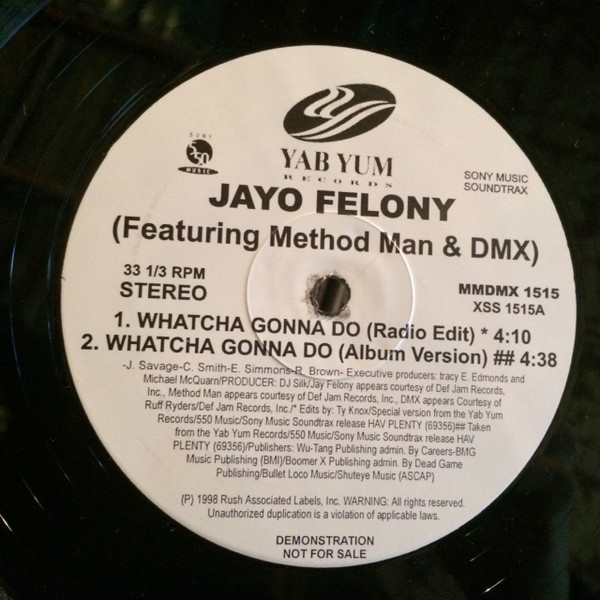 YAB YUM
RECORDS
SONY
550
MUSIC
SONY MUSIC
SOUNDTRAX
JAYO FELONY
(Featuring Method Man & DMX)
33 1/3 RPM
STEREO
MMDMX 1515
XSS 1515A
1. WHATCHA GONNA DO (Radio Edit) * 4:10
2. WHATCHA GONNA DO (Album Version) ## 4:38
-J. Savage-C. Smith-E. Simmons-R. Brown- Executive producers: tracy E. Edmonds and
Michael McQuarn/PRODUCER: DJ Silk/Jay Felony appears courtesy of Def Jam Records,
Inc., Method Man appears courtesy of Def Jam Records, Inc., DMX appears Courtesy of
Ruff Ryders/Def Jam Records, Inc./* Edits by: Ty Knox/Special version from the Yab Yum
Records/550 Music/Sony Music Soundtrax release HAV PLENTY (69356)## Taken
from the Yab Yum Records/550 Music/Sony Music Soundtrax release HAV
PLENTY (69356)/Publishers: Wu-Tang Publishing admin. By Careers-BMG
Music Publishing (BMI)/Boomer X Publishing admin. By Dead Game
Publishing/Bullet Loco Music/Shuteye Music (ASCAP)
(P) 1998 Rush Associated Labels, Inc. WARNING: All rights reserved.
Unauthorized duplication is a violation of applicable laws.
DEMONSTRATION
NOT FOR SALE